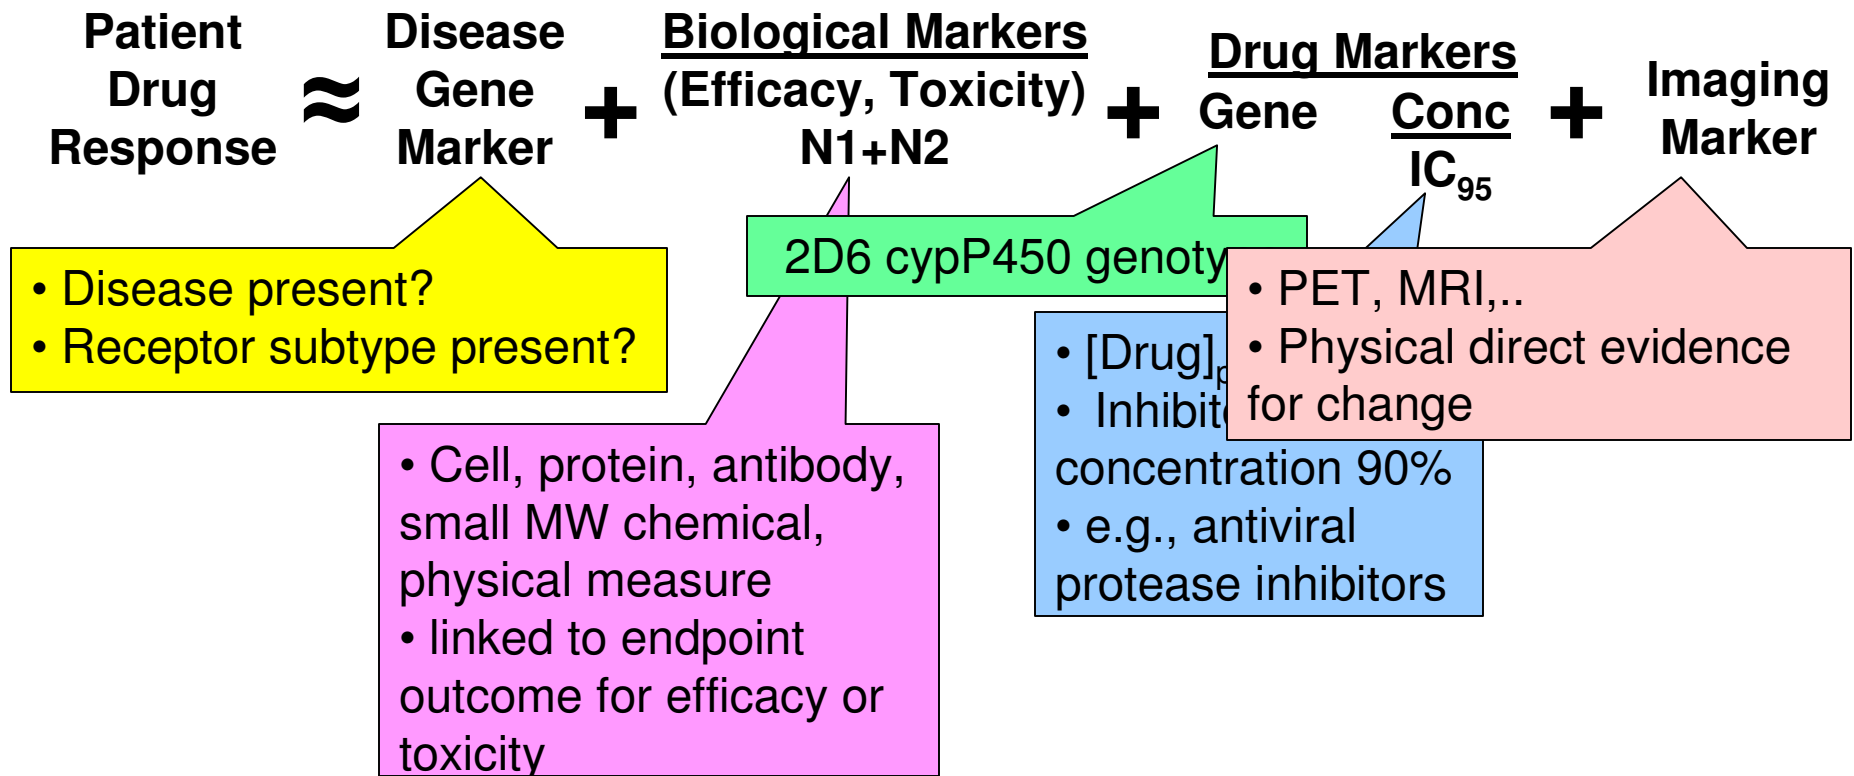 Patient
Drug
Response
≈
Disease
Gene
Marker
+
Biological Markers
(Efficacy, Toxicity)
N1+N2
+
Drug Markers
Gene Conc
IC95
+
Imaging
Marker
• Disease present?
• Receptor subtype present?
2D6 cypP450
• Cell, protein, antibody,
small MW chemical,
physical measure
• linked to endpoint
outcome for efficacy or
toxicity
• [Drug]
•
concentration 90%
• e.g., antiviral
protease inhibitors
• PET, MRI,..
• Physical direct evidence
for change